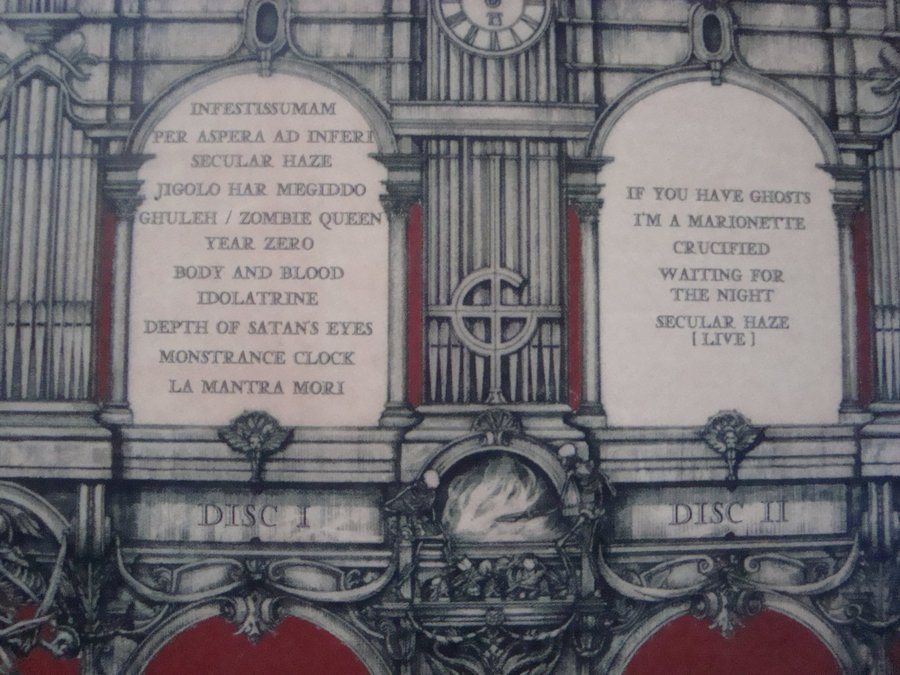 INFESTISSUMAM
PER ASPERA AD INFERI
SECULAR HAZE
JIGOLO HAR MEGIDDO
GHULEH / ZOMBIE QUEEN
YEAR ZERO
BODY AND BLOOD
IDOLATRINE
DEPTH OF SATAN'S EYES
MONSTRANCE CLOCK
LA MANTRA MORI
DISC I
IF YOU HAVE GHOSTS
I'M A MARIONETTE
CRUCIFIED
WAITING FOR
THE NIGHT
SECULAR HAZE
[ LIVE ]
DISC II